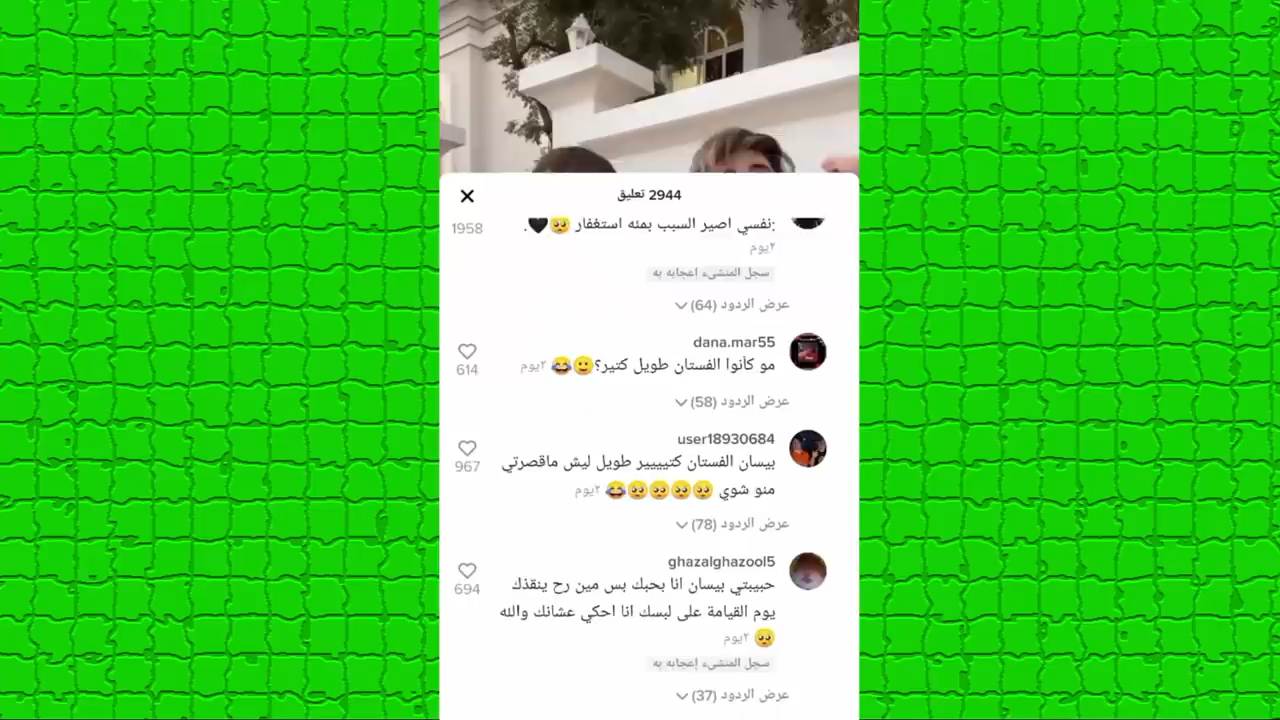 2944 تعليق
:نفسي اصير السبب بمئه استغفار 🥺🖤.
1958
٢يوم
سجل المنشىء اعجابه به
عرض الردود (64)
dana.mar55
مو كأنوا الفستان طويل كتير؟🙂😂 ٢يوم
614
عرض الردود (58)
user18930684
بيسان الفستان كتيييير طويل ليش ماقصرتي
منو شوي 🥺🥺🥺🥺😂 ٢يوم
967
عرض الردود (78)
ghazalghazool5
حبيبتي بيسان انا بحبك بس مين رح ينقذك
يوم القيامة على لبسك انا احكي عشانك والله
🥺 ٢يوم
694
سجل المنشىء إعجابه به
عرض الردود (37)